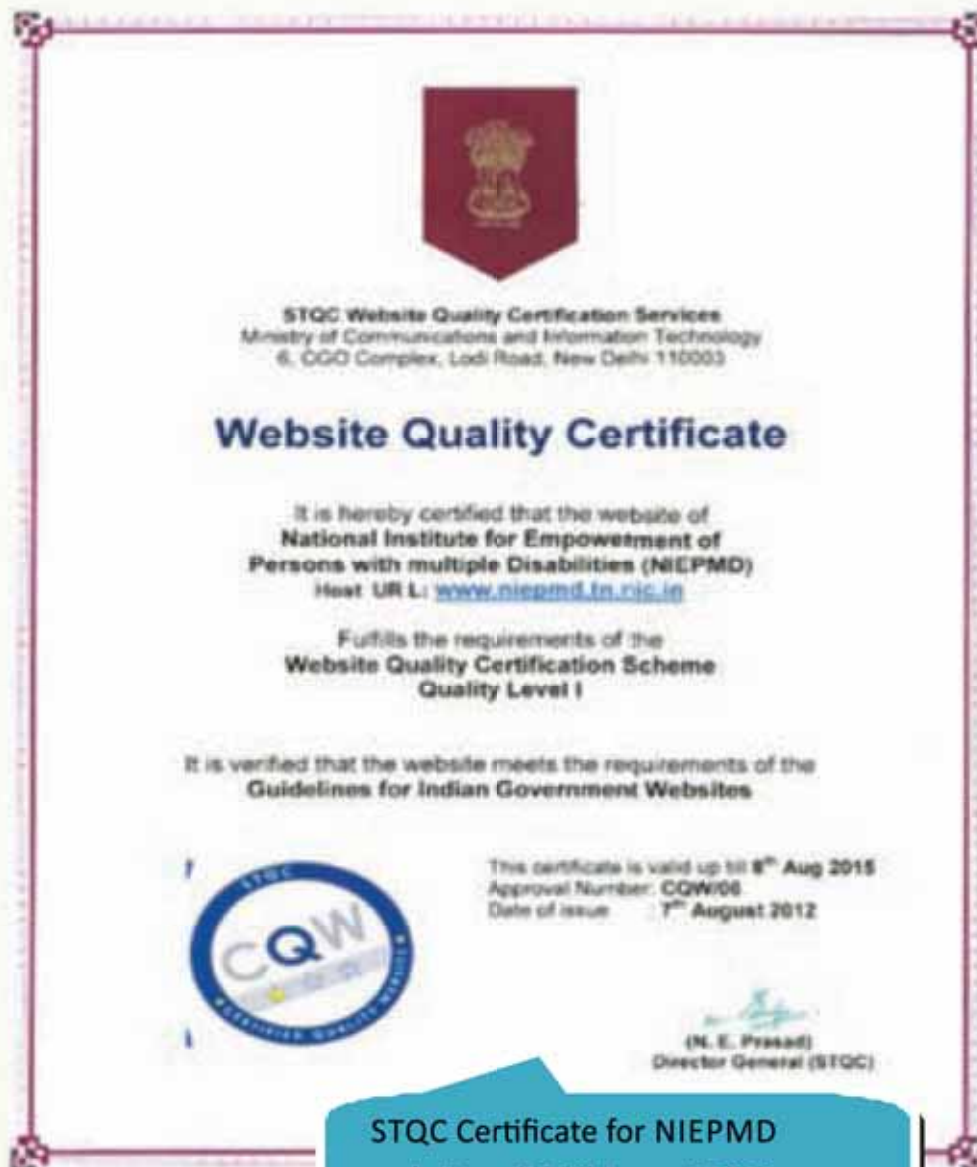 STQC Website Quality Certification Services
Ministry of Communications and Information Technology
6, CGO Complex, Lodi Road, New Delhi 110003
Website Quality Certificate
It is hereby certified that the website of
National Institute for Empowerment of
Persons with multiple Disabilities (NIEPMD)
Host URL: www.niepmd.tn.nic.in
Fulfills the requirements of the
Website Quality Certification Scheme
Quality Level I
It is verified that the website meets the requirements of the
Guidelines for Indian Government Websites
This certificate is valid up till 8th Aug 2015
Approval Number: CQW/06
Date of issue : 7th August 2012
STQC
CQW
CERTIFIED QUALITY WEBSITE
(N. E. Prasad)
Director General (STQC)
STQC Certificate for NIEPMD